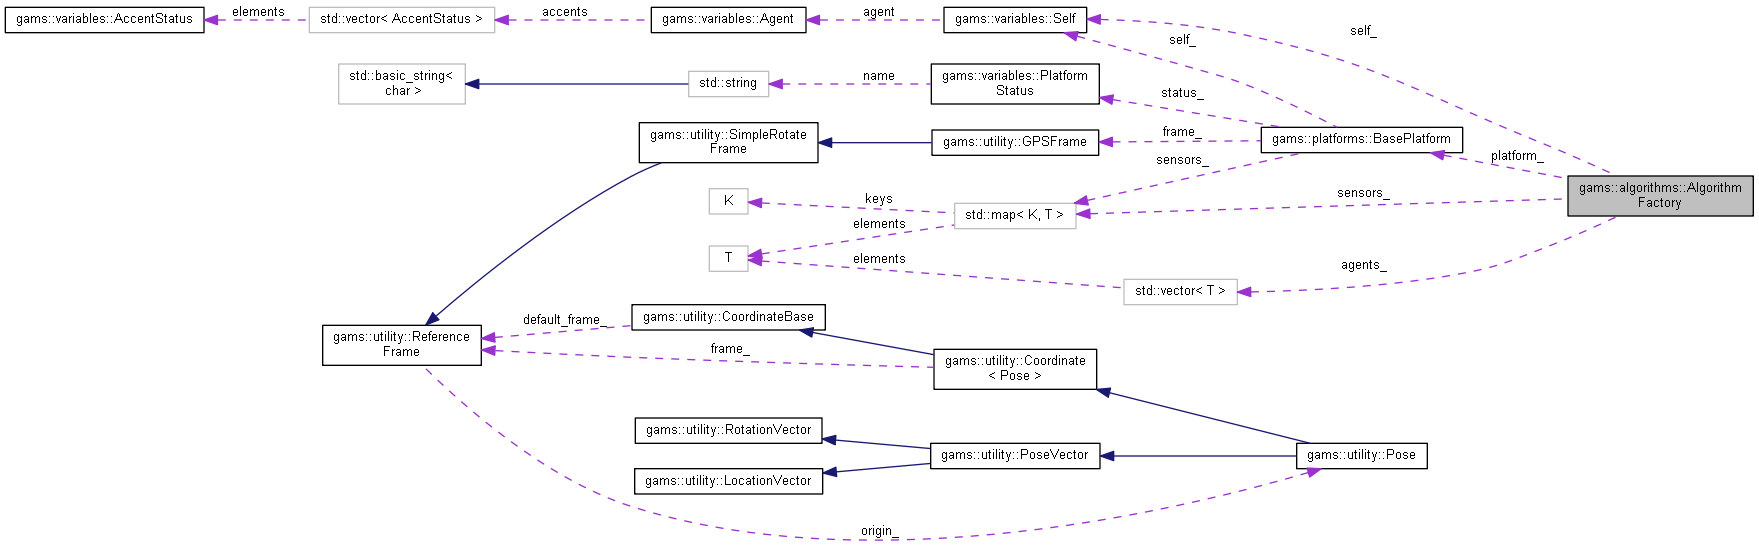 gams::variables::AccentStatus
elements
std::vector< AccentStatus >
accents
gams::variables::Agent
agent
gams::variables::Self
self_
self_
std::basic_string<
char >
std::string
name
gams::variables::Platform
Status
status_
gams::utility::SimpleRotate
Frame
gams::utility::GPSFrame
frame_
gams::platforms::BasePlatform
platform_
sensors_
gams::algorithms::Algorithm
Factory
K
keys
std::map< K, T >
sensors_
elements
T
elements
std::vector< T >
agents_
gams::utility::Reference
Frame
default_frame_
gams::utility::CoordinateBase
frame_
gams::utility::Coordinate
< Pose >
gams::utility::RotationVector
gams::utility::PoseVector
gams::utility::Pose
gams::utility::LocationVector
origin_